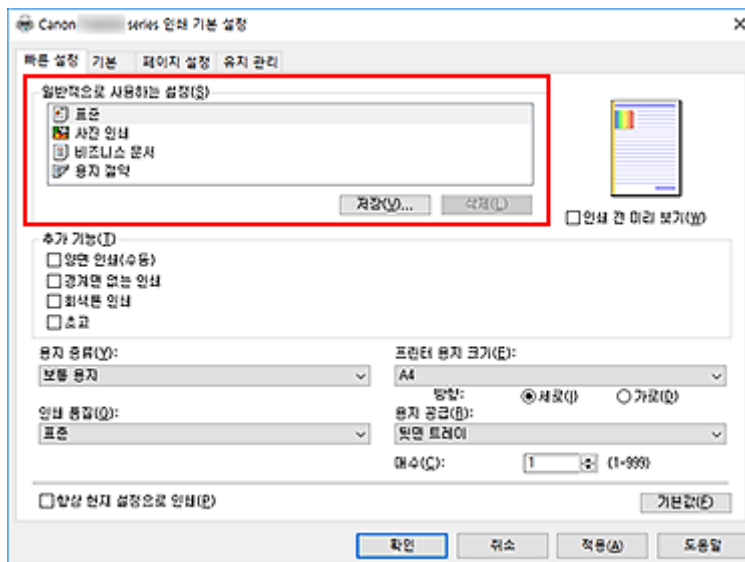 Canon series 인쇄 기본 설정
빠른 설정 기본 페이지 설정 유지 관리
일반적으로 사용하는 설정(S)
표준
사진 인쇄
비즈니스 문서
용지 절약
저장(V)... 삭제(L)
인쇄 전 미리 보기(W)
추가 기능(T)
양면 인쇄(수동)
경계면 없는 인쇄
회색톤 인쇄
초고
용지 종류(Y): 프린터 용지 크기(E):
보통 용지 A4
방향: 세로(J) 가로(O)
인쇄 품질(Q): 용지 공급(R):
표준 뒷면 트레이
매수(C): 1 (1-999)
항상 현재 설정으로 인쇄(P) 기본값(F)
확인 취소 적용(A) 도움말